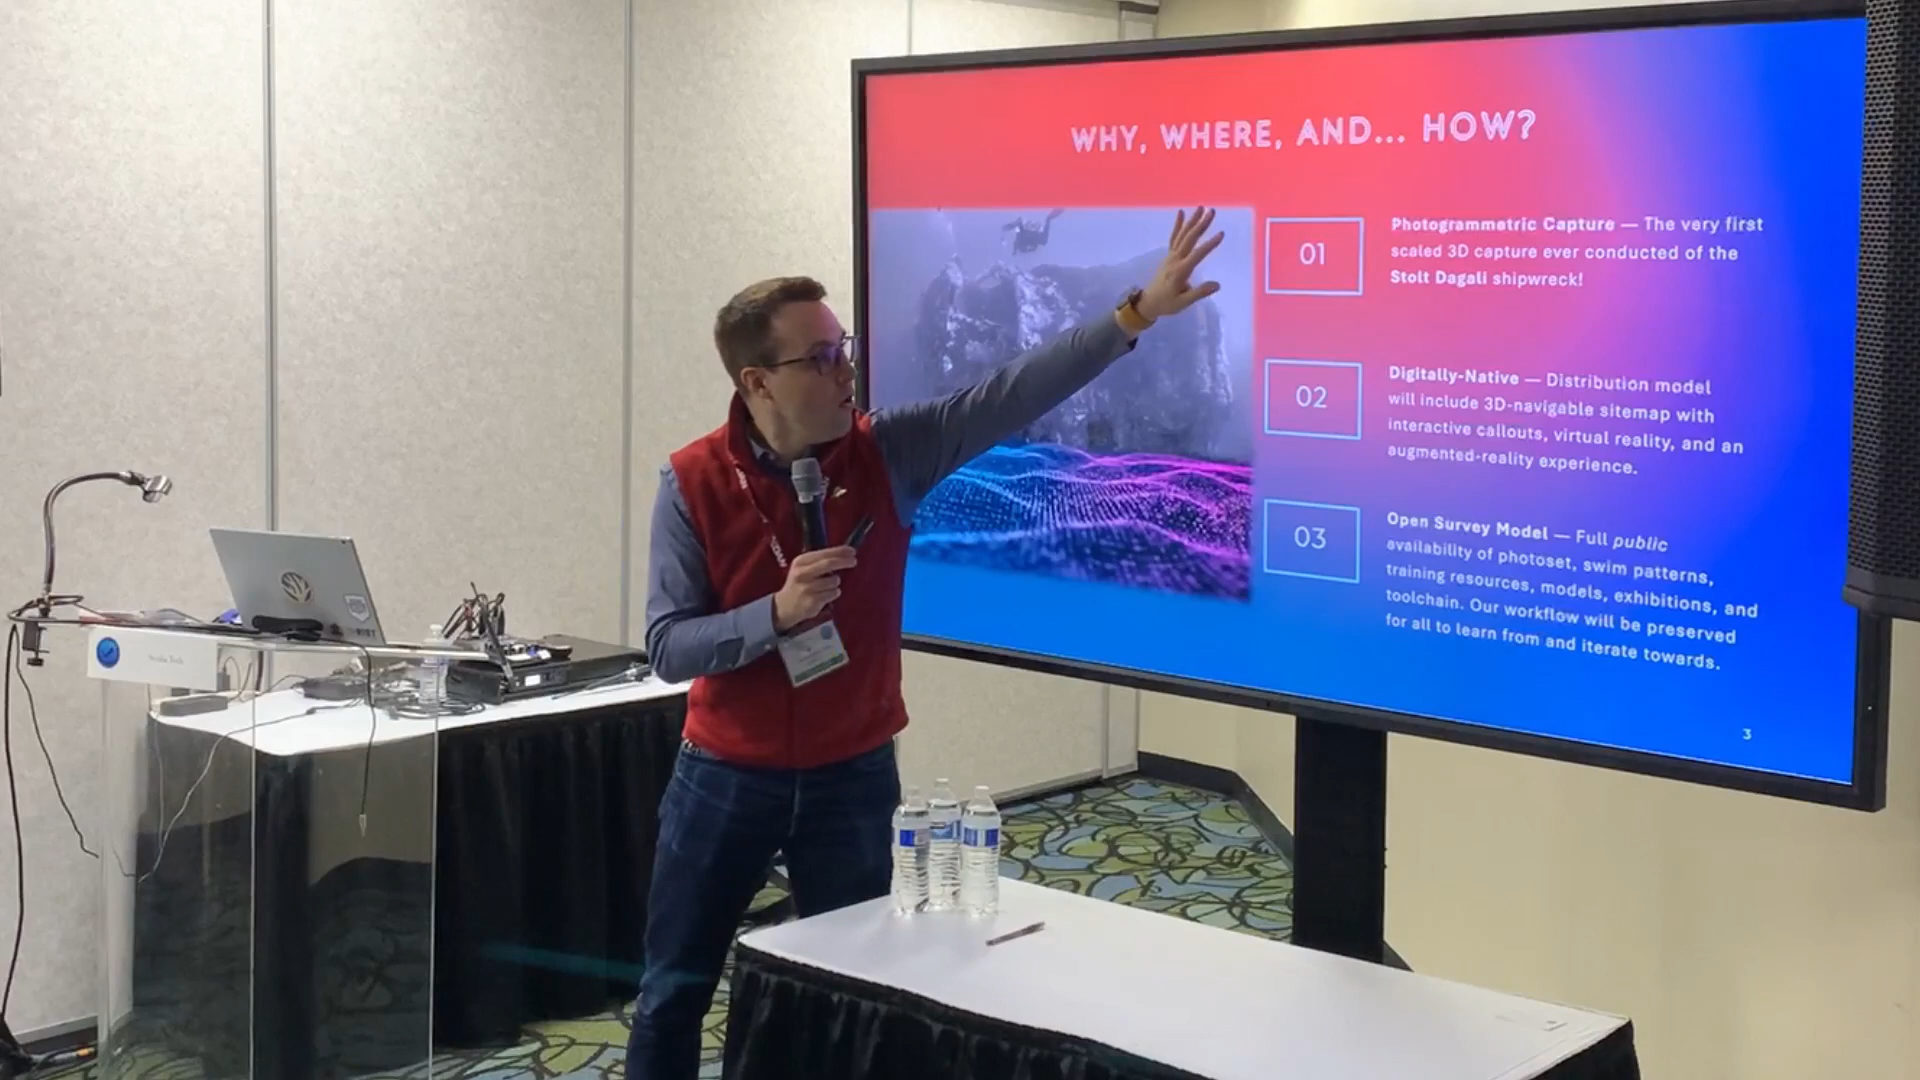 WHY, WHERE, AND... HOW?
01
Photogrammetric Capture — The very first
scaled 3D capture ever conducted of the
Stolt Dagali shipwreck!
02
Digitally-Native — Distribution model
will include 3D-navigable sitemap with
interactive callouts, virtual reality, and an
augmented-reality experience.
03
Open Survey Model — Full public
availability of photoset, swim patterns,
training resources, models, exhibitions, and
toolchain. Our workflow will be preserved
for all to learn from and iterate towards.
3
Scuba Tech